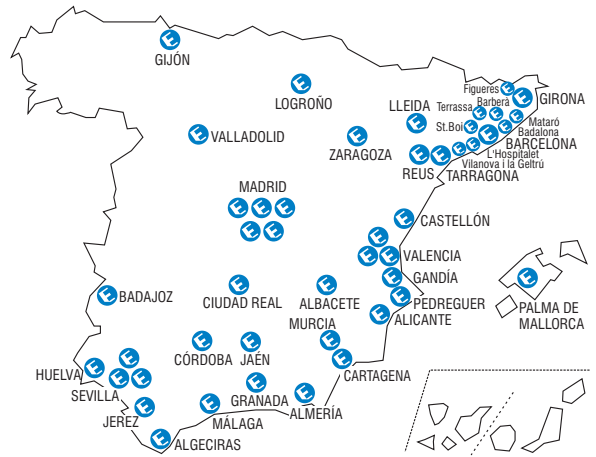 GIJÓN
LOGROÑO
Figueres
GIRONA
LLEIDA
Terrassa
Barberà
Mataró
Badalona
St.Boi
BARCELONA
VALLADOLID
ZARAGOZA
L'Hospitalet
Vilanova i la Geltrú
REUS
TARRAGONA
MADRID
CASTELLÓN
VALENCIA
GANDÍA
BADAJOZ
CIUDAD REAL
ALBACETE
PEDREGUER
PALMA DE
MALLORCA
ALICANTE
MURCIA
CÓRDOBA
JAÉN
CARTAGENA
HUELVA
SEVILLA
GRANADA
ALMERÍA
JEREZ
MÁLAGA
ALGECIRAS